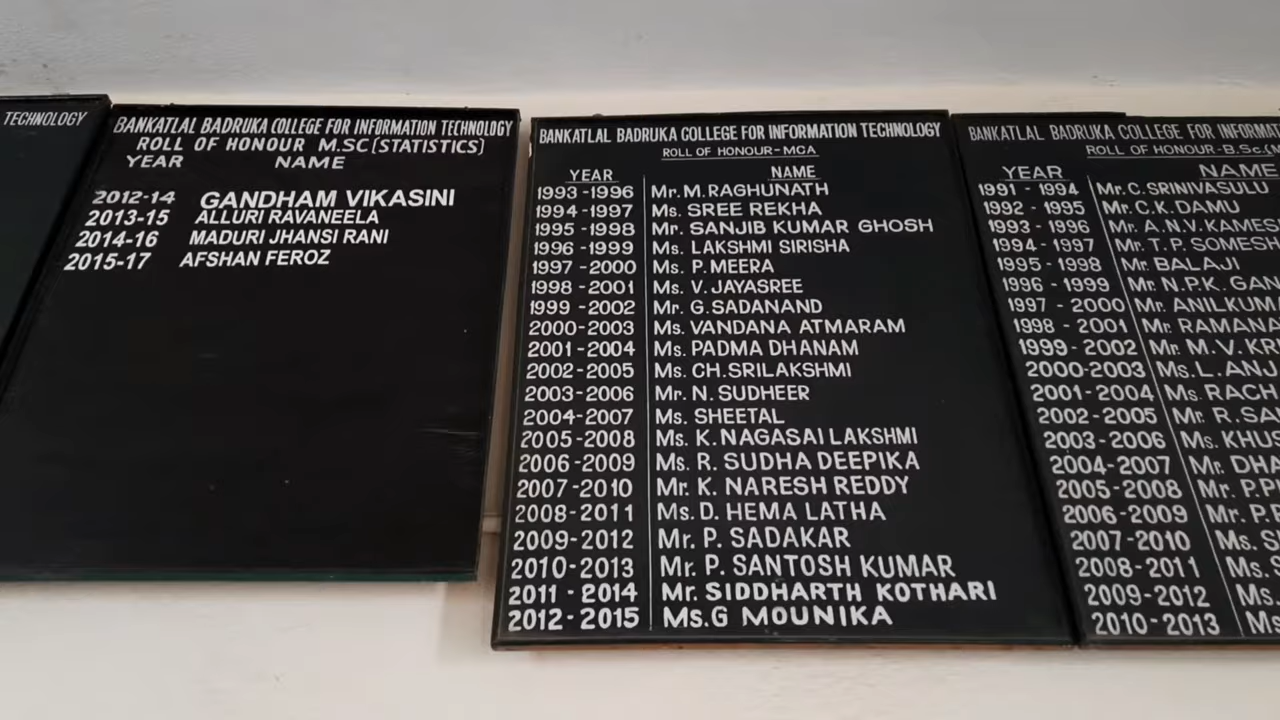 TECHNOLOGY
BANKATLAL BADRUKA COLLEGE FOR INFORMATION TECHNOLOGY
ROLL OF HONOUR M.SC (STATISTICS)
YEAR NAME
2012-14 GANDHAM VIKASINI
2013-15 ALLURI RAVANEELA
2014-16 MADURI JHANSI RANI
2015-17 AFSHAN FEROZ
BANKATLAL BADRUKA COLLEGE FOR INFORMATION TECHNOLOGY
ROLL OF HONOUR-MCA
YEAR NAME
1993-1996 Mr. M. RAGHUNATH
1994-1997 Ms. SREE REKHA
1995-1998 Mr. SANJIB KUMAR GHOSH
1996-1999 Ms. LAKSHMI SIRISHA
1997-2000 Ms. P. MEERA
1998-2001 Ms. V. JAYASREE
1999-2002 Mr. G. SADANAND
2000-2003 Ms. VANDANA ATMARAM
2001-2004 Ms. PADMA DHANAM
2002-2005 Ms. CH. SRILAKSHMI
2003-2006 Mr. N. SUDHEER
2004-2007 Ms. SHEETAL
2005-2008 Ms. K. NAGASAI LAKSHMI
2006-2009 Ms. R. SUDHA DEEPIKA
2007-2010 Mr. K. NARESH REDDY
2008-2011 Ms. D. HEMA LATHA
2009-2012 Mr. P. SADAKAR
2010-2013 Mr. P. SANTOSH KUMAR
2011-2014 Mr. SIDDHARTH KOTHARI
2012-2015 Ms.G MOUNIKA
BANKATLAL BADRUKA COLLEGE FOR INFORMAT
ROLL OF HONOUR-B.Sc.(M
YEAR NAME
1991-1994 Mr. C. SRINIVASULU
1992-1995 Mr. C.K. DAMU
1993-1996 Mr. A.N.V. KAMES
1994-1997 Mr. T.P. SOMESH
1995-1998 Mr. BALAJI
1996-1999 Mr. N.P.K. GAN
1997-2000 Mr. ANILKUM
1998-2001 Mr. RAMANA
1999-2002 Mr. M.V. KRI
2000-2003 Ms. L. ANJ
2001-2004 Ms. RACH
2002-2005 Mr. R. SA
2003-2006 Ms. KHUS
2004-2007 Mr. DHA
2005-2008 Mr. P.
2006-2009 Mr. P.
2007-2010 Ms. S
2008-2011 Ms.
2009-2012 Ms.
2010-2013 Ms